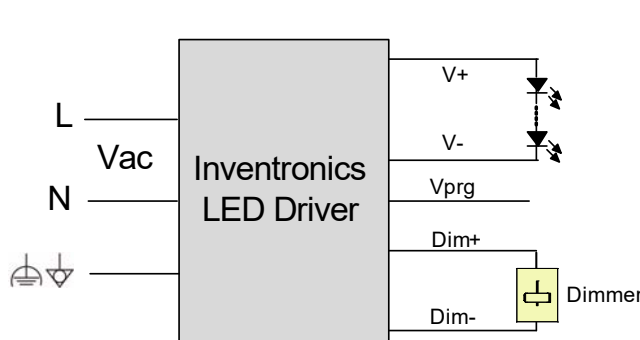 L
Vac
N
Inventronics
LED Driver
V+
V-
Vprg
Dim+
Dim-
Dimmer